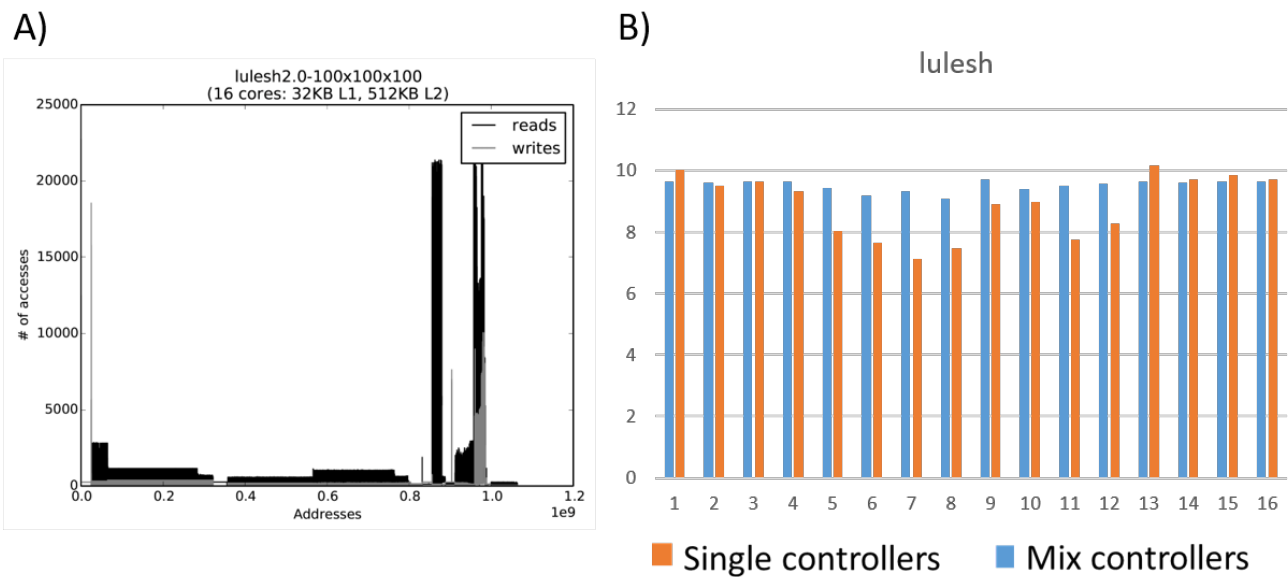 A)
lulesh2.0-100x100x100
(16 cores: 32KB L1, 512KB L2)
25000
20000
15000
10000
5000
0
# of accesses
reads
writes
0.0 0.2 0.4 0.6 0.8 1.0 1.2
1e9
Addresses
B)
lulesh
12
10
8
6
4
2
0
1 2 3 4 5 6 7 8 9 10 11 12 13 14 15 16
Single controllers Mix controllers